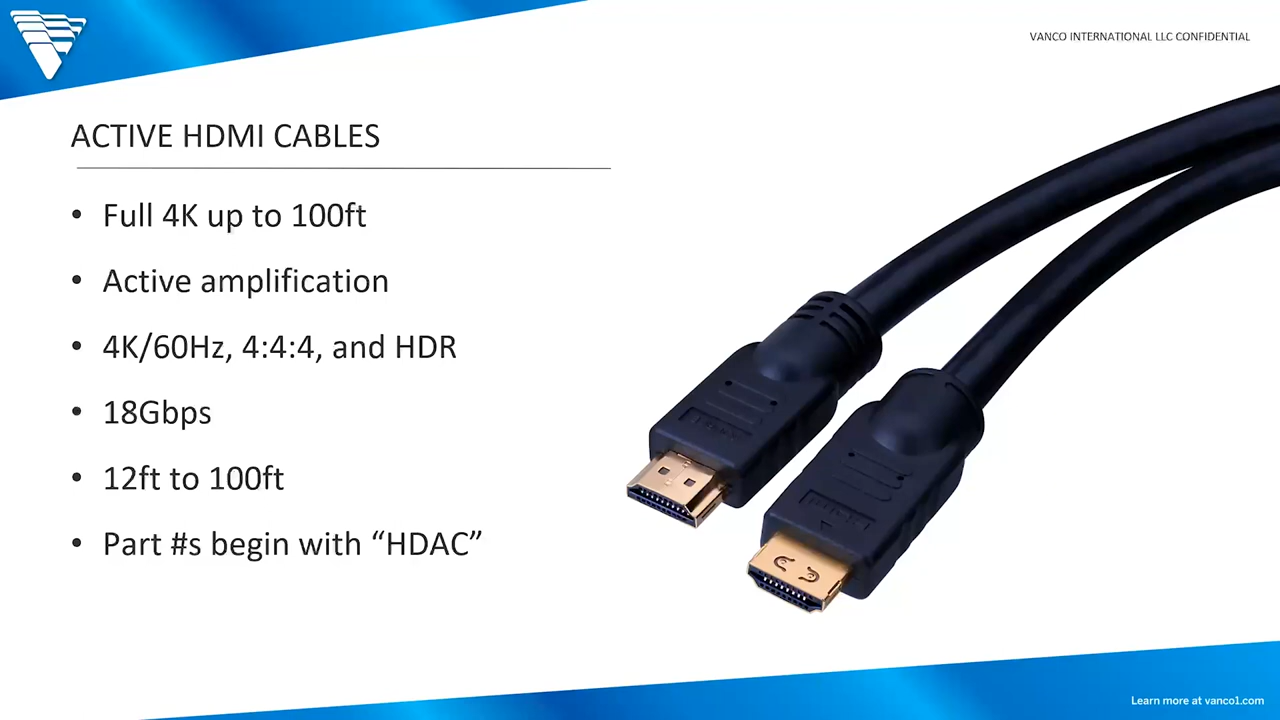 VANCO INTERNATIONAL LLC CONFIDENTIAL
ACTIVE HDMI CABLES
• Full 4K up to 100ft
• Active amplification
• 4K/60Hz, 4:4:4, and HDR
• 18Gbps
• 12ft to 100ft
• Part #s begin with “HDAC”
Learn more at vanco1.com